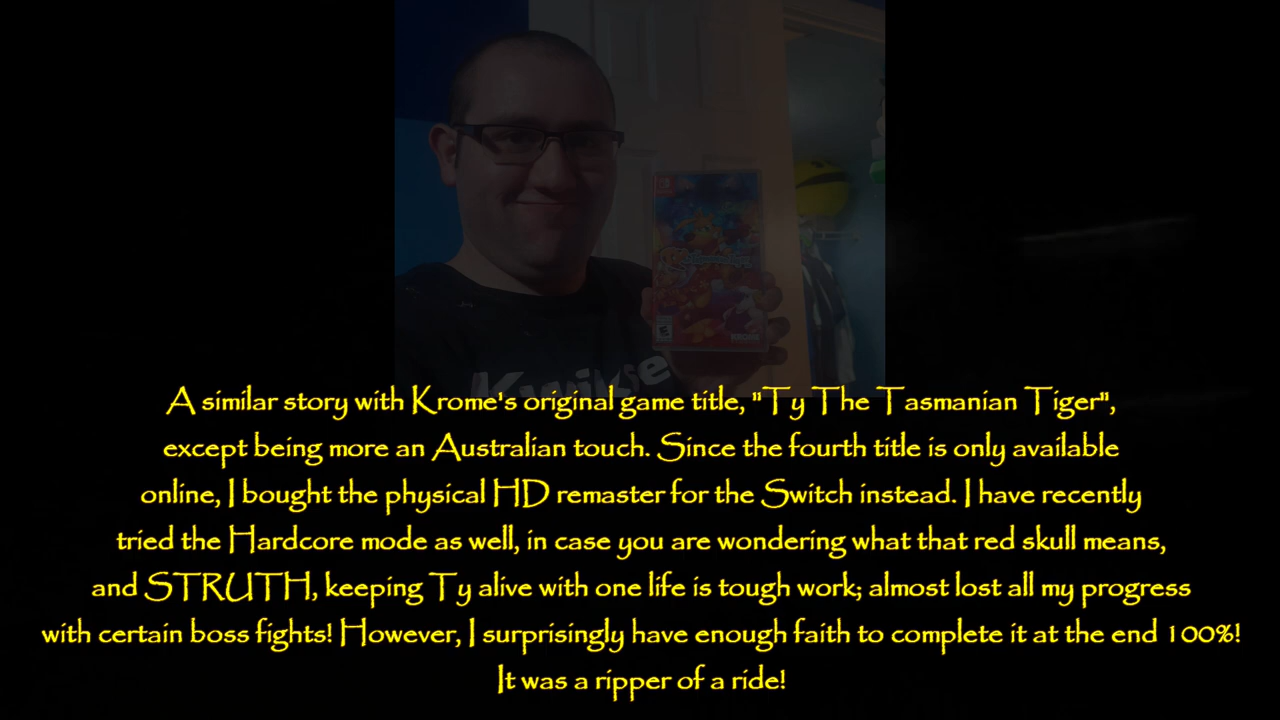 Kwikse
A similar story with Krome's original game title, "Ty The Tasmanian Tiger",
except being more an Australian touch. Since the fourth title is only available
online, I bought the physical HD remaster for the Switch instead. I have recently
tried the Hardcore mode as well, in case you are wondering what that red skull means,
and STRUTH, keeping Ty alive with one life is tough work; almost lost all my progress
with certain boss fights! However, I surprisingly have enough faith to complete it at the end 100%!
It was a ripper of a ride!